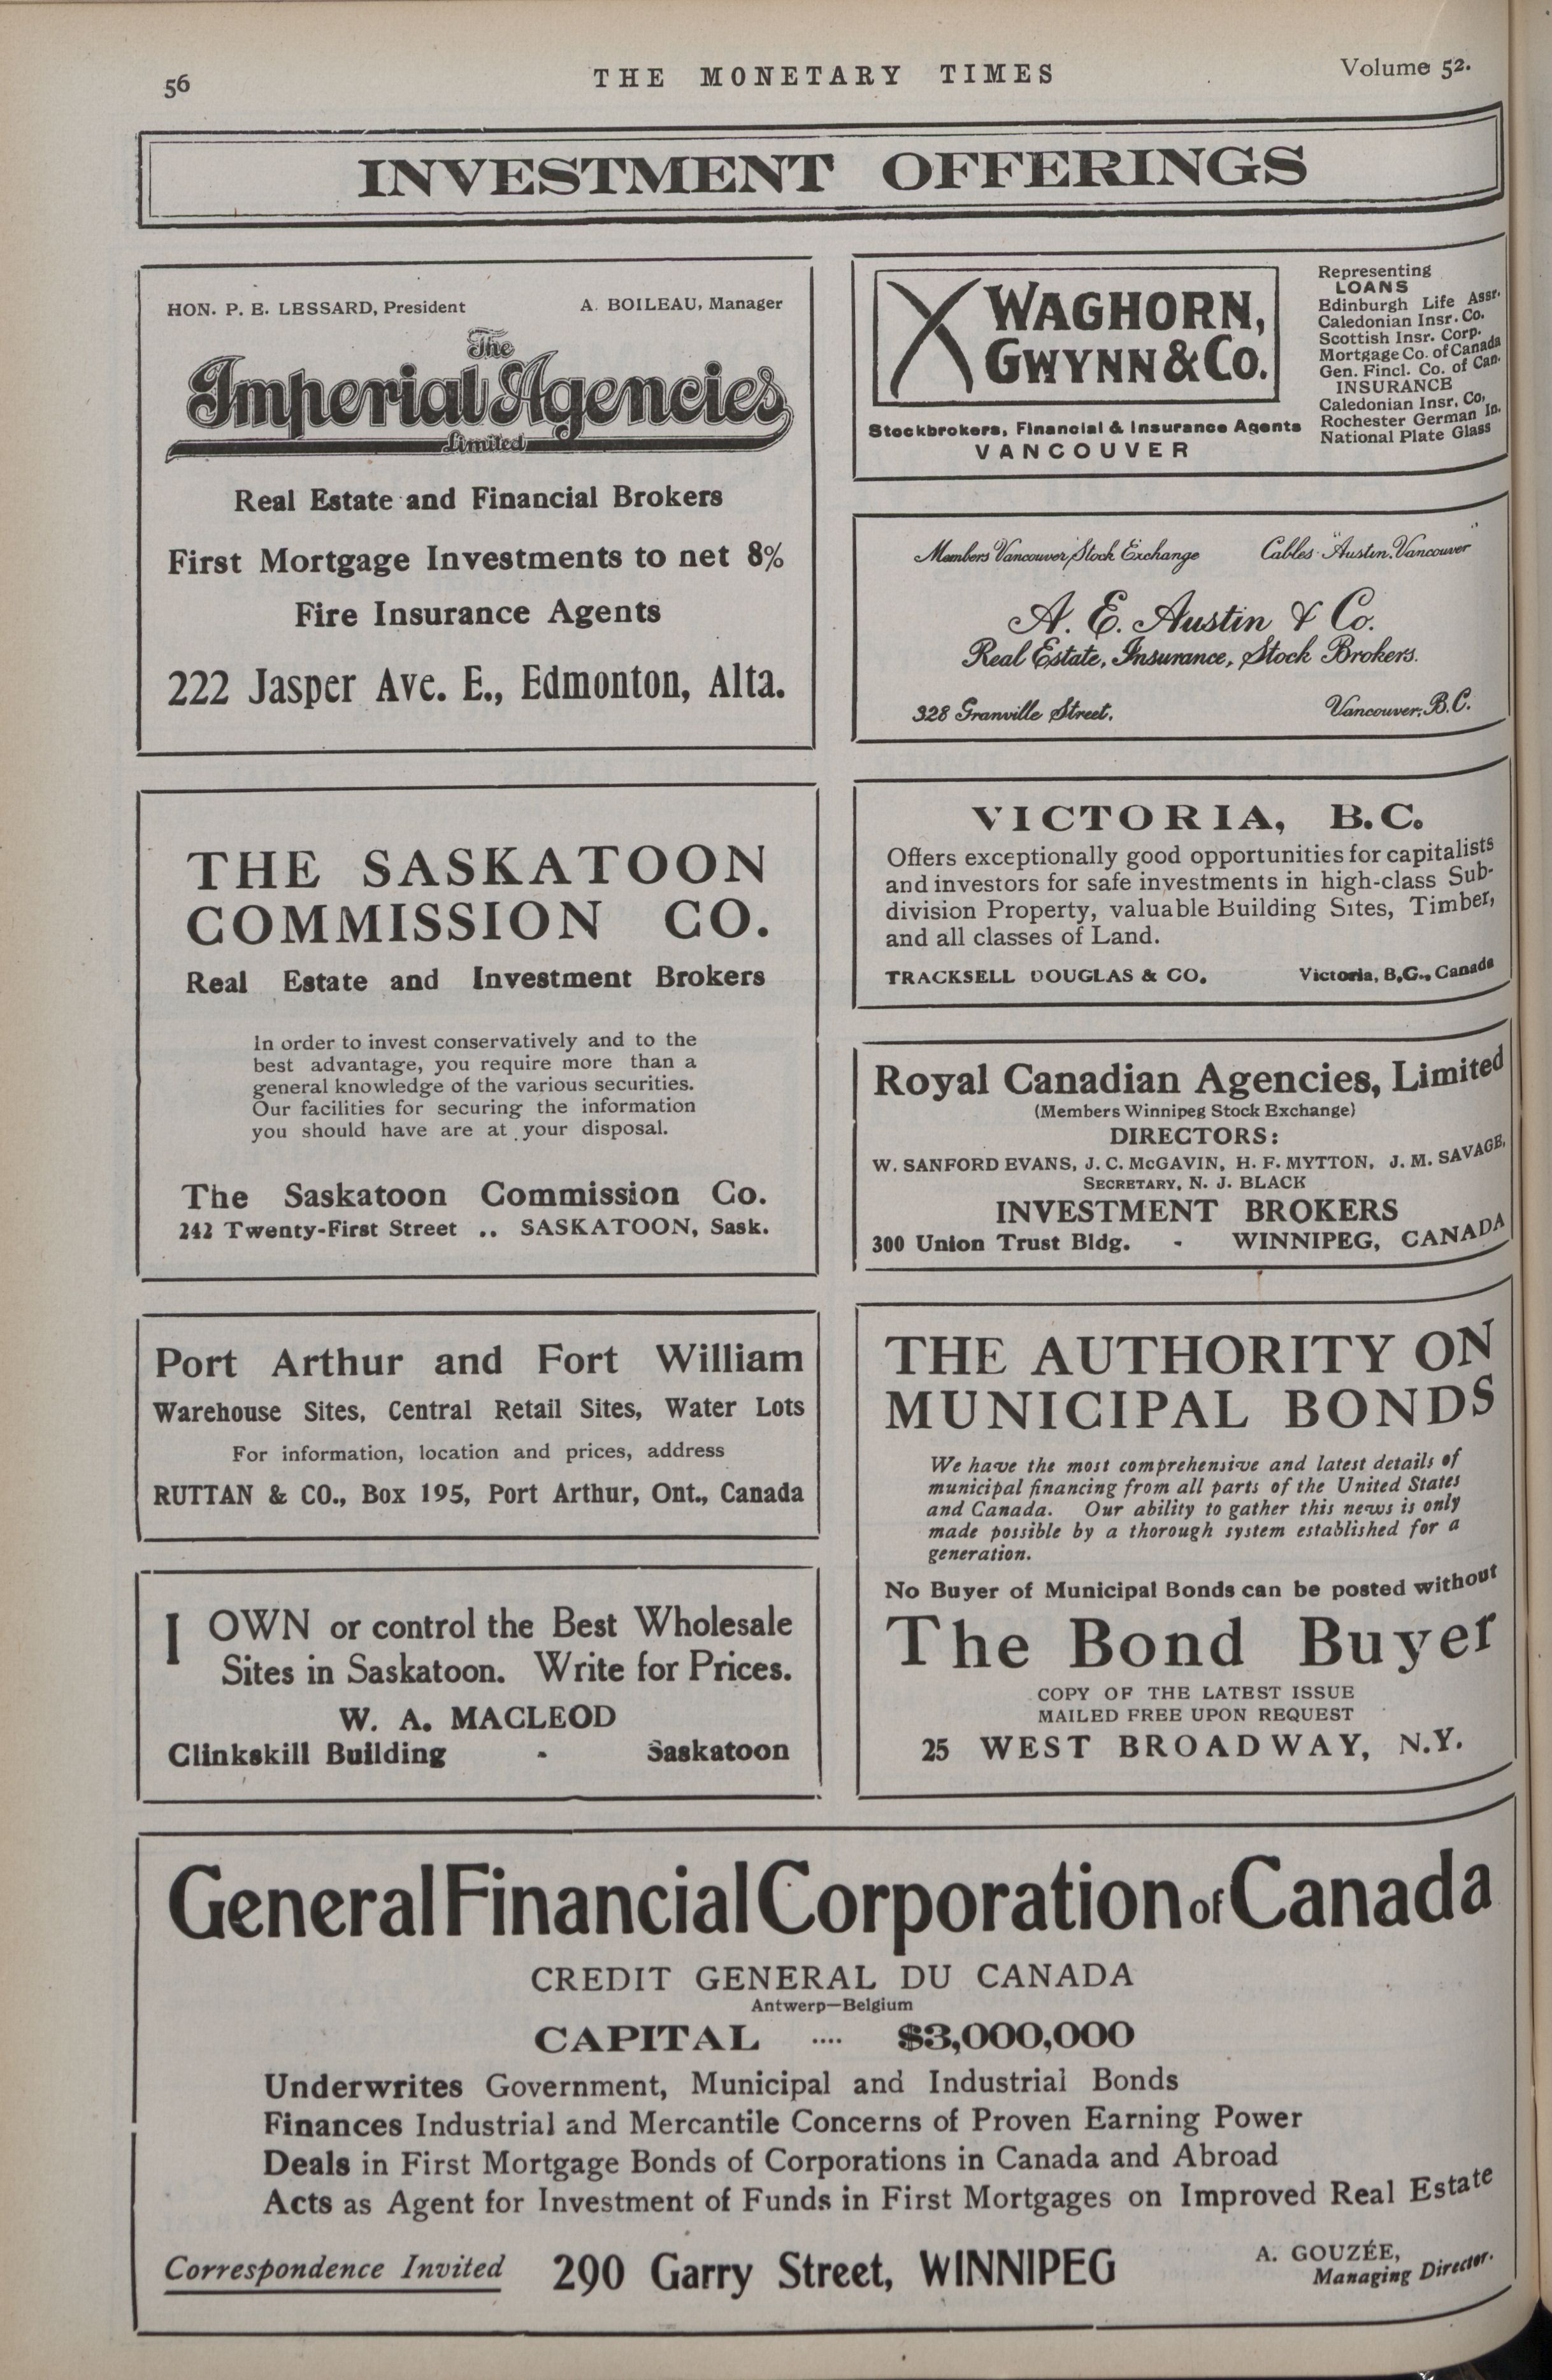 56
THE MONETARY TIMES
Volume 52.
INVESTMENT OFFERINGS
HON. P. E. LESSARD, President
A. BOILEAU, Manager
The
Imperial Agencies
Limited
Real Estate and Financial Brokers
First Mortgage Investments to net 8%
Fire Insurance Agents
222 Jasper Ave. E., Edmonton, Alta.
THE SASKATOON
COMMISSION CO.
Real Estate and Investment Brokers
In order to invest conservatively and to the
best advantage, you require more than a
general knowledge of the various securities.
Our facilities for securing the information
you should have are at your disposal.
The Saskatoon Commission Co.
242 Twenty-First Street .. SASKATOON, Sask.
Port Arthur and Fort William
Warehouse Sites, Central Retail Sites, Water Lots
For information, location and prices, address
RUTTAN & CO., Box 195, Port Arthur, Ont., Canada
I OWN or control the Best Wholesale
Sites in Saskatoon. Write for Prices.
W. A. MACLEOD
Clinkskill Building - Saskatoon
WAGHORN,
GWYNN & Co.
Stockbrokers, Financial & Insurance Agents
VANCOUVER
Representing
LOANS
Edinburgh Life Assr.
Caledonian Insr. Co.
Scottish Insr. Corp.
Mortgage Co. of Canada
Gen. Fincl. Co. of Can.
INSURANCE
Caledonian Insr. Co.
Rochester German In.
National Plate Glass
Members Vancouver Stock Exchange
Cables "Austin, Vancouver"
A. E. Austin & Co.
Real Estate, Insurance, Stock Brokers.
328 Granville Street,
Vancouver, B.C.
VICTORIA, B.C.
Offers exceptionally good opportunities for capitalists
and investors for safe investments in high-class Sub-
division Property, valuable Building Sites, Timber,
and all classes of Land.
TRACKSELL DOUGLAS & CO. Victoria, B.C., Canada
Royal Canadian Agencies, Limited
(Members Winnipeg Stock Exchange)
DIRECTORS:
W. SANFORD EVANS, J. C. McGAVIN, H. F. MYTTON, J. M. SAVAGE,
SECRETARY, N. J. BLACK
INVESTMENT BROKERS
300 Union Trust Bldg. - WINNIPEG, CANADA
THE AUTHORITY ON
MUNICIPAL BONDS
We have the most comprehensive and latest details of
municipal financing from all parts of the United States
and Canada. Our ability to gather this news is only
made possible by a thorough system established for a
generation.
No Buyer of Municipal Bonds can be posted without
The Bond Buyer
COPY OF THE LATEST ISSUE
MAILED FREE UPON REQUEST
25 WEST BROADWAY, N.Y.
General Financial Corporation of Canada
CREDIT GENERAL DU CANADA
Antwerp—Belgium
CAPITAL .... $3,000,000
Underwrites Government, Municipal and Industrial Bonds
Finances Industrial and Mercantile Concerns of Proven Earning Power
Deals in First Mortgage Bonds of Corporations in Canada and Abroad
Acts as Agent for Investment of Funds in First Mortgages on Improved Real Estate
Correspondence Invited 290 Garry Street, WINNIPEG
A. GOUZÉE,
Managing Director.